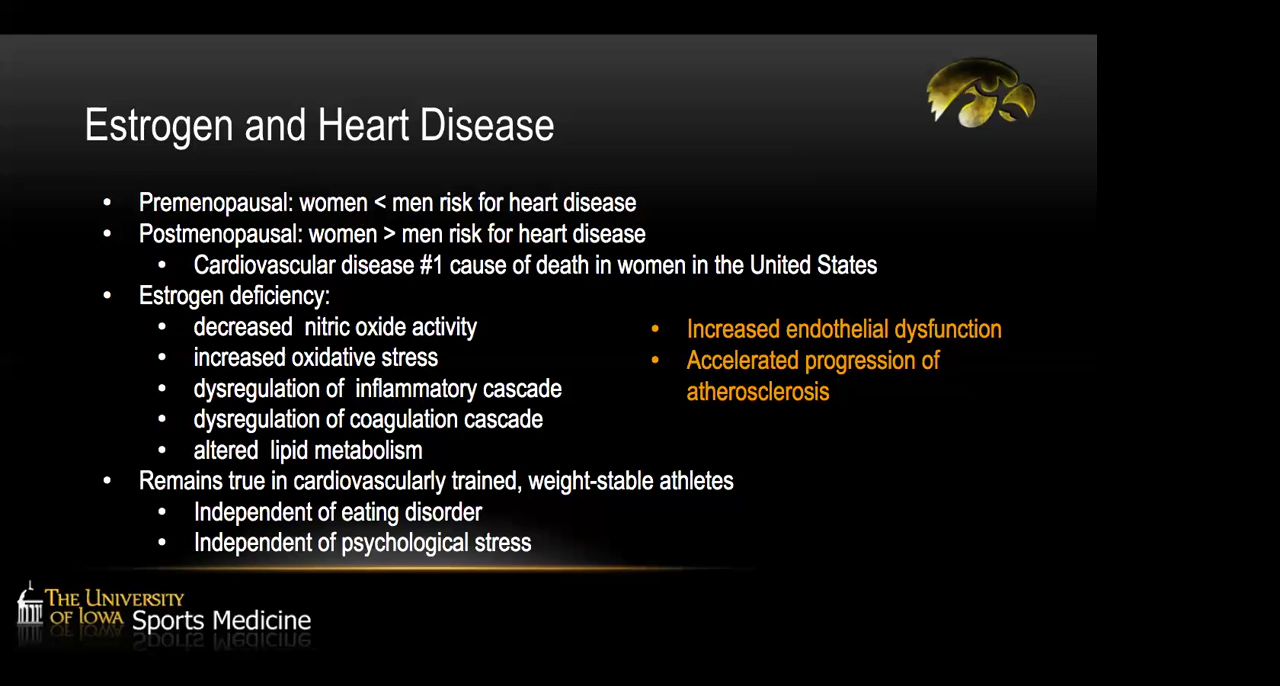 Estrogen and Heart Disease
• Premenopausal: women < men risk for heart disease
• Postmenopausal: women > men risk for heart disease
• Cardiovascular disease #1 cause of death in women in the United States
• Estrogen deficiency:
• decreased nitric oxide activity
• increased oxidative stress
• dysregulation of inflammatory cascade
• dysregulation of coagulation cascade
• altered lipid metabolism
• Increased endothelial dysfunction
• Accelerated progression of
atherosclerosis
• Remains true in cardiovascularly trained, weight-stable athletes
• Independent of eating disorder
• Independent of psychological stress
THE UNIVERSITY
OF IOWA Sports Medicine